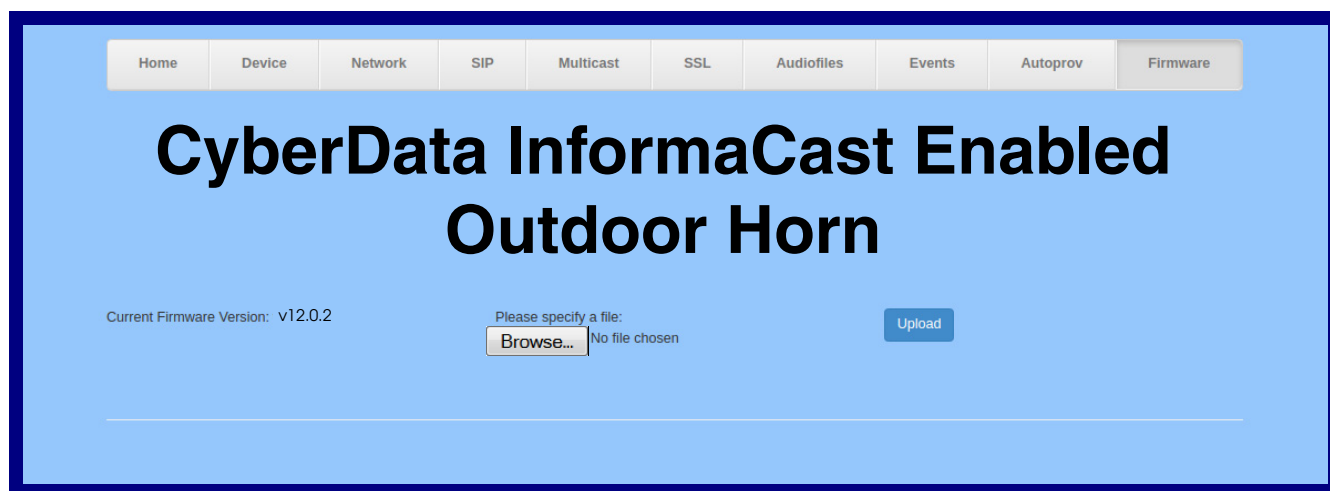 Home Device Network SIP Multicast SSL Audiofiles Events Autoprov Firmware
CyberData InformaCast Enabled
Outdoor Horn
Current Firmware Version: v12.0.2
Please specify a file:
Browse... No file chosen
Upload